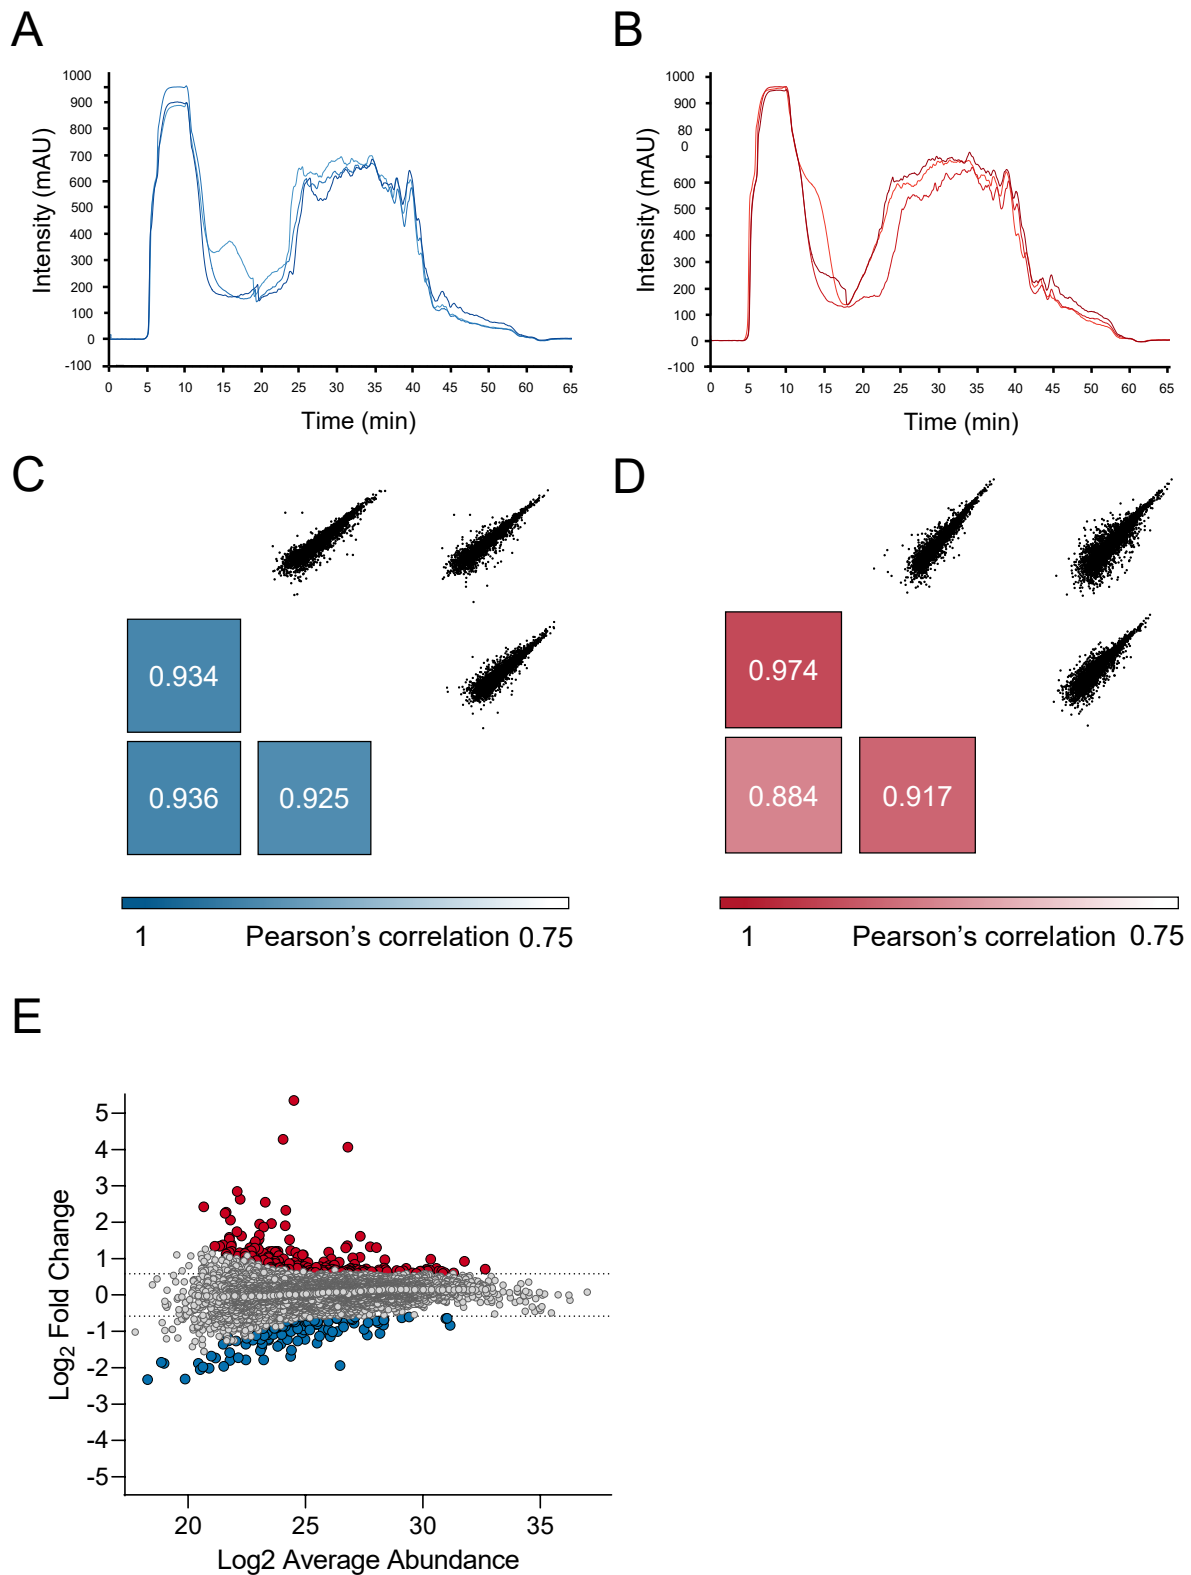 A
1000
900
800
700
600
500
400
300
200
100
0
-100
Intensity (mAU)
0 5 10 15 20 25 30 35 40 45 50 60 65
Time (min)
B
1000
900
80
0
600
500
400
300
200
100
0
-100
Intensity (mAU)
0 5 10 15 20 25 30 35 40 45 50 60 65
Time (min)
C
0.934
0.936 0.925
1 Pearson's correlation 0.75
D
0.974
0.884 0.917
1 Pearson's correlation 0.75
E
5
4
3
2
1
0
-1
-2
-3
-4
-5
Log2 Fold Change
20 25 30 35
Log2 Average Abundance